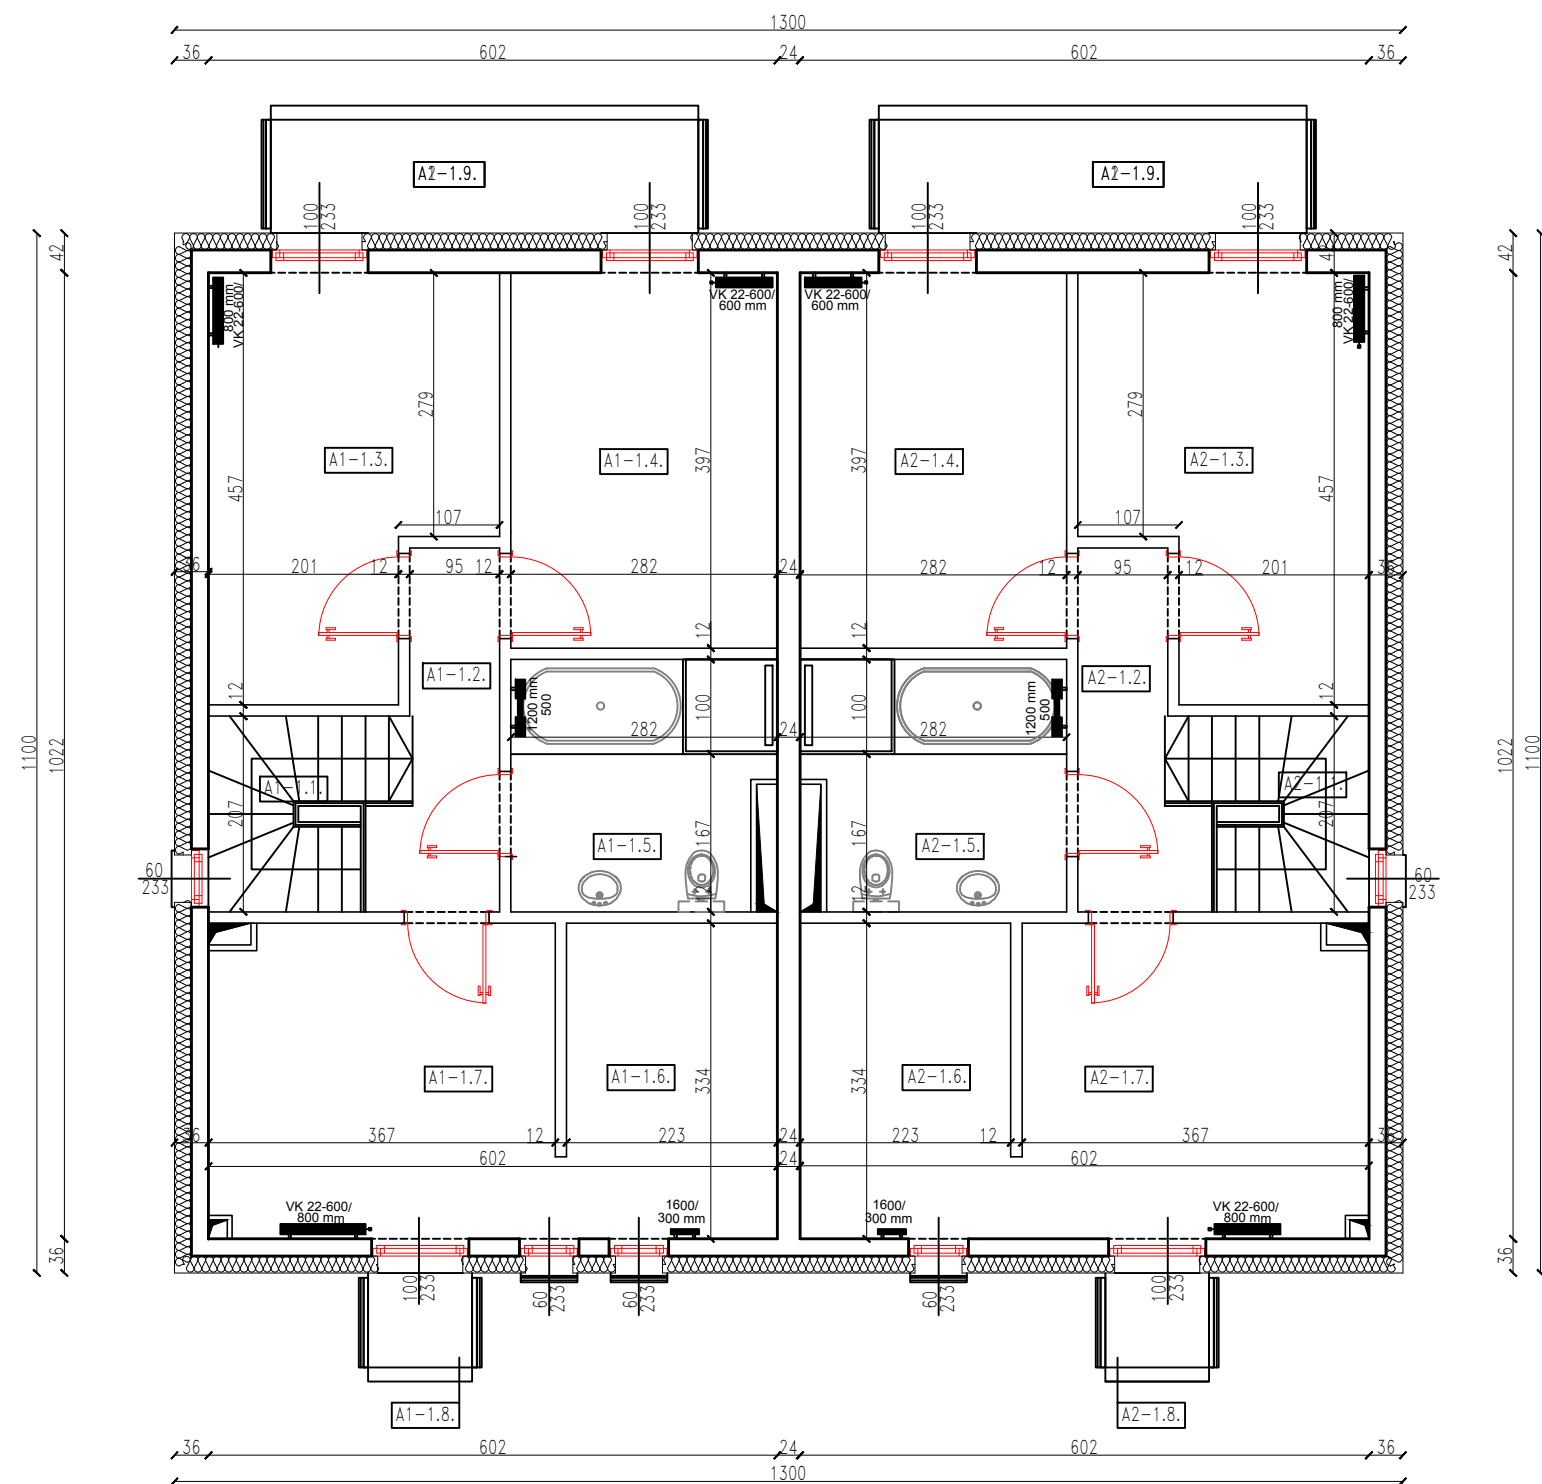 1300
36 602 24 602 36
A2-1.9. A2-1.9.
100 233 100 233 100 233 100 233
42 42 42
800 mm
VK 22-600/
VK 22-600/
600 mm
VK 22-600/
600 mm
800 mm
VK 22-600/
279 279
A1-1.3. A1-1.4. A2-1.4. A2-1.3.
457 397 397 457
107 107
36 201 12 95 12 282 24 282 12 95 12 201 36
12 12
A1-1.2. A2-1.2.
12 12
1200 mm
500
1200 mm
500
100 100
282 24 282
1100 1022 1022 1100
A1-1.1. A2-1.1.
207 207
A1-1.5. A2-1.5.
167 167
60
233
60
233
12 12
A1-1.7. A1-1.6. A2-1.6. A2-1.7.
334 334
36 367 12 223 24 223 12 367 36
602 24 602
VK 22-600/
800 mm
1600/
300 mm
1600/
300 mm
VK 22-600/
800 mm
36 36
100 233 60 233 60 233 60 233 100 233
A1-1.8. A2-1.8.
36 602 24 602 36
1300